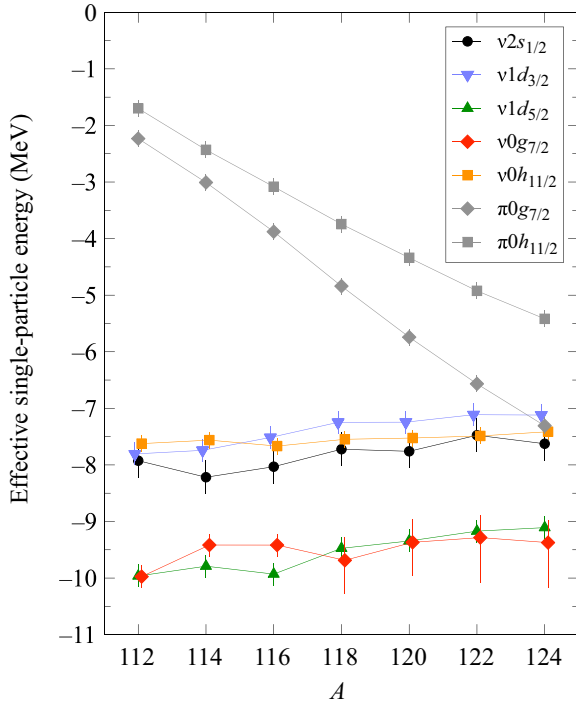 0
−1
−2
−3
−4
−5
−6
−7
−8
−9
−10
−11
Effective single-particle energy (MeV)
ν2s1/2
ν1d3/2
ν1d5/2
ν0g7/2
ν0h11/2
π0g7/2
π0h11/2
112 114 116 118 120 122 124
A